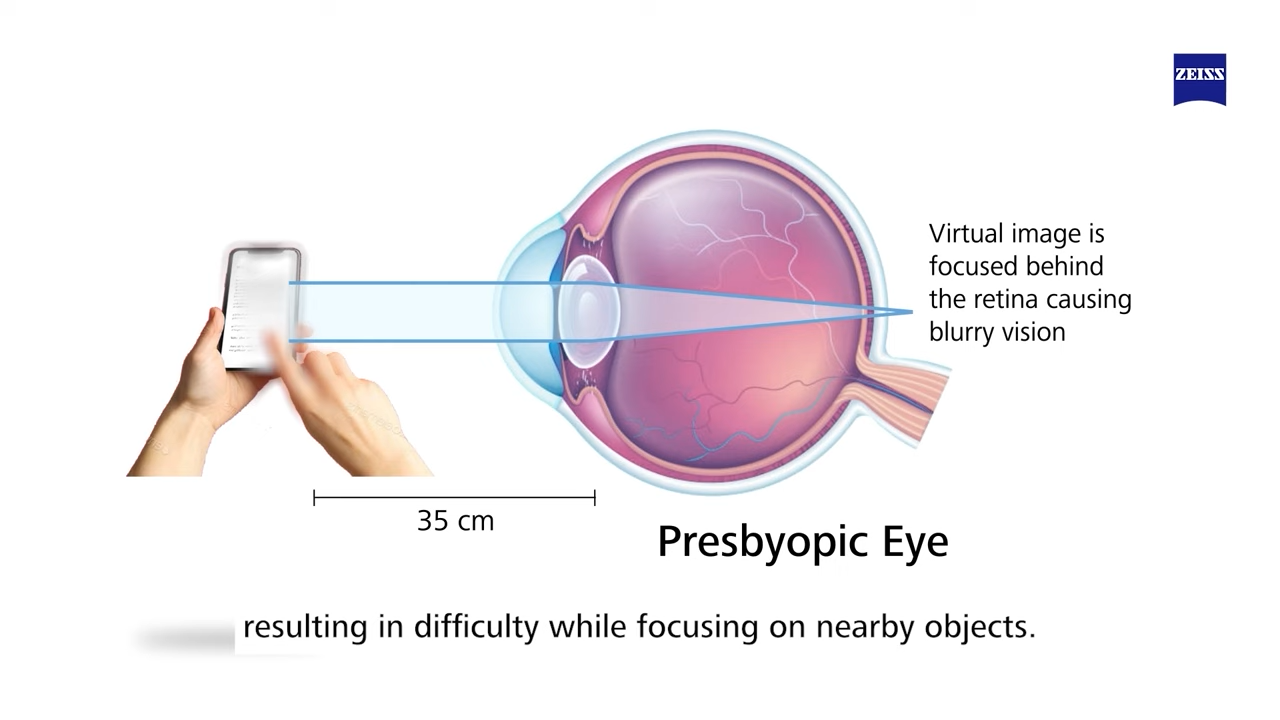 ZEISS
Virtual image is
focused behind
the retina causing
blurry vision
35 cm
Presbyopic Eye
resulting in difficulty while focusing on nearby objects.